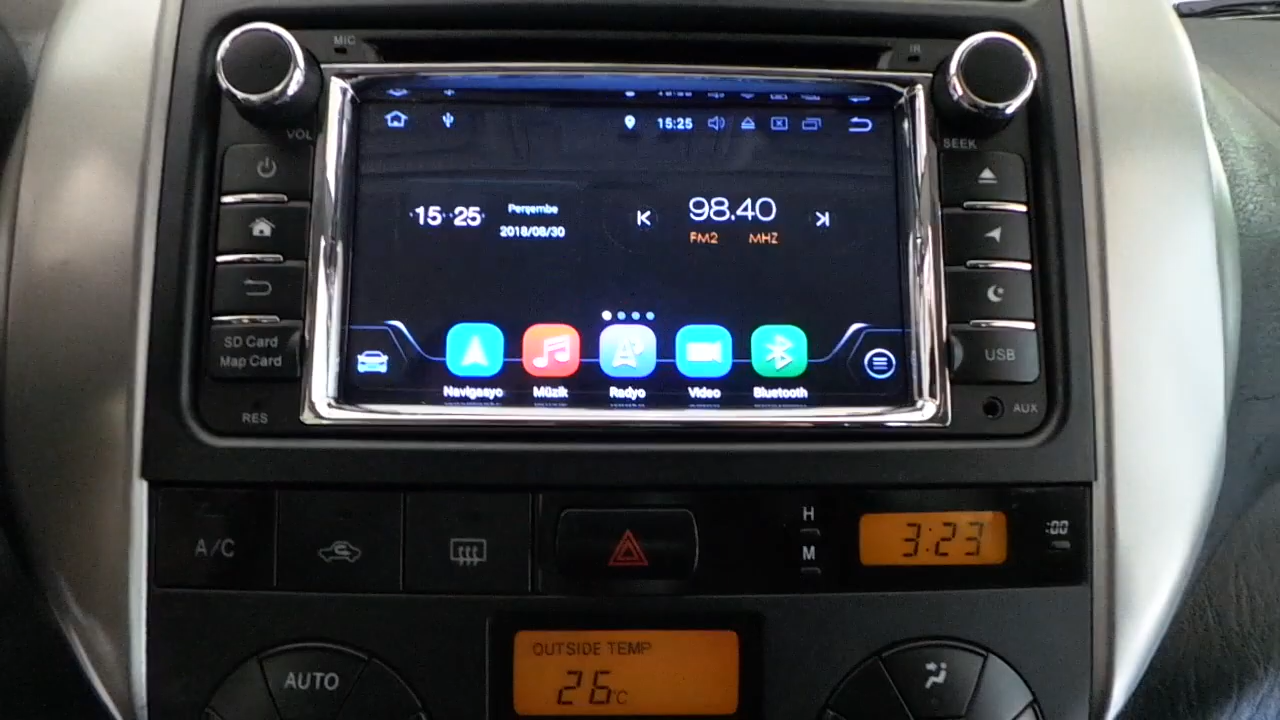 MIC
IR
VOL
15:25
SEEK
15:25
Perşembe
2018/08/30
98.40
FM2 MHZ
SD Card
Map Card
USB
Navigasyo
Müzik
Radyo
Video
Bluetooth
RES
AUX
H
A/C
3:23
:00
M
OUTSIDE TEMP
26°C
AUTO